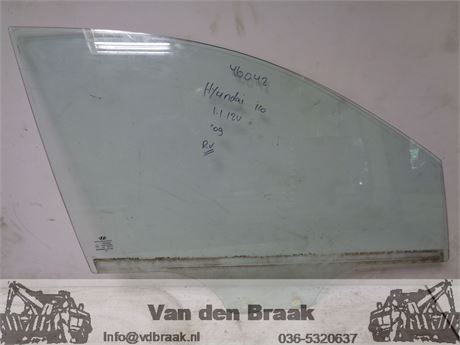 46042
Hyundai i10
1.1 12V
'09
RV
Van den Braak
Info@vdbraak.nl
036-5320637